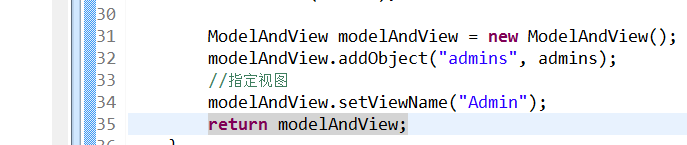 30
31 ModelAndView modelAndView = new ModelAndView();
32 modelAndView.addObject("admins", admins);
33 //指定视图
34 modelAndView.setViewName("Admin");
35 return modelAndView;
36 }